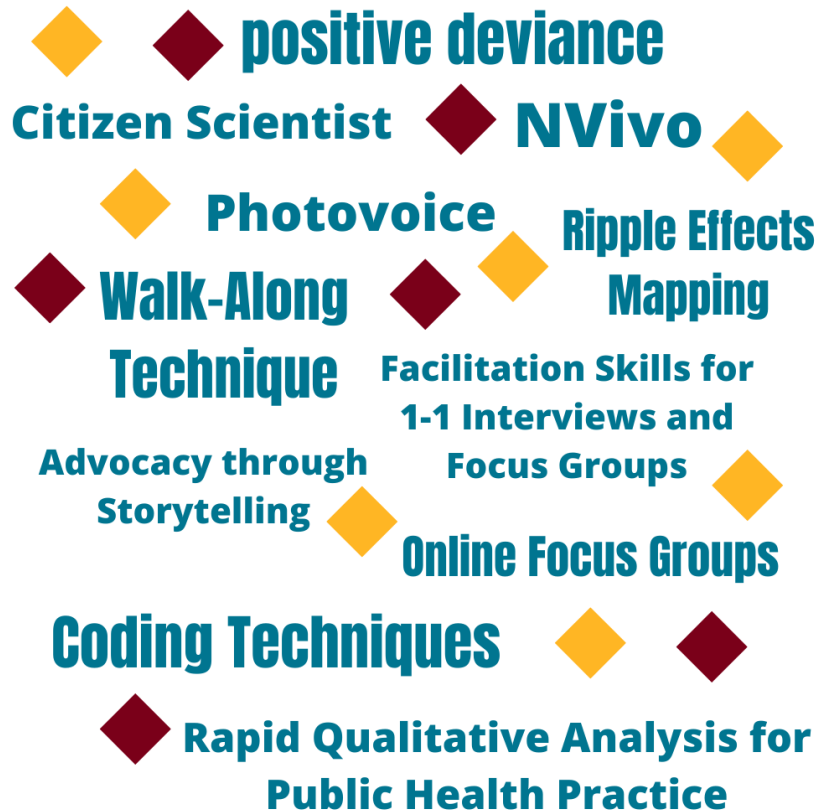 positive deviance
Citizen Scientist
NVivo
Photovoice
Ripple Effects
Mapping
Walk-Along
Technique
Facilitation Skills for
1-1 Interviews and
Focus Groups
Advocacy through
Storytelling
Online Focus Groups
Coding Techniques
Rapid Qualitative Analysis for
Public Health Practice